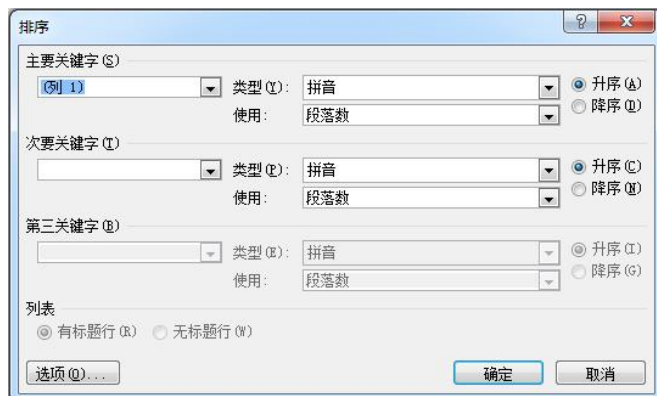 排序
主要关键字(S)
(列 1) 类型(Y): 拼音 升序(A)
使用: 段落数 降序(D)
次要关键字(T)
类型(P): 拼音 升序(C)
使用: 段落数 降序(N)
第三关键字(B)
类型(E): 拼音 升序(I)
使用: 段落数 降序(G)
列表
有标题行(R) 无标题行(W)
选项(O)... 确定 取消